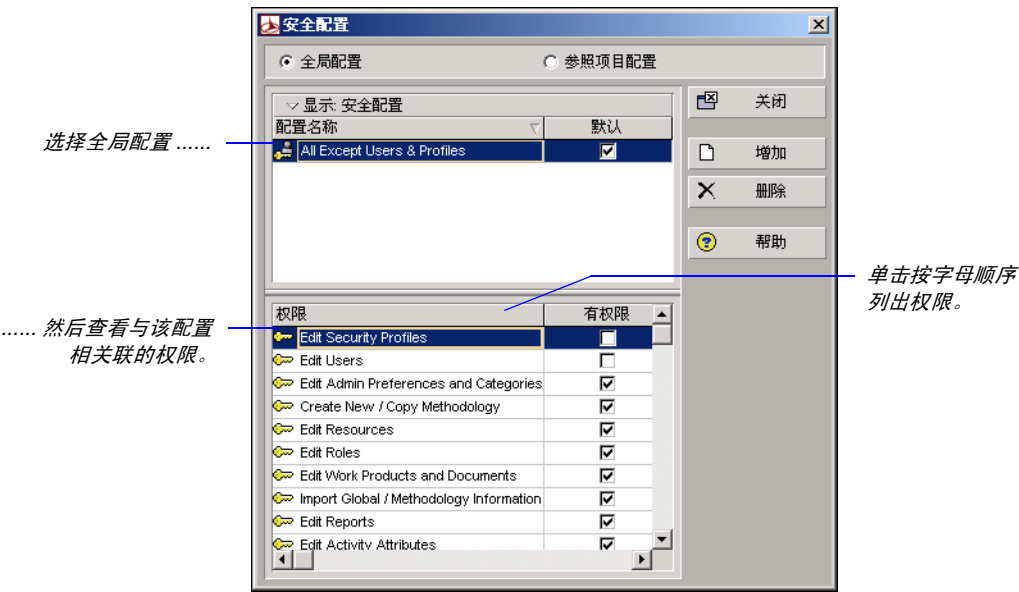 安全配置
全局配置
参照项目配置
显示: 安全配置
配置名称 默认
All Except Users & Profiles
关闭
增加
删除
帮助
选择全局配置 ......
单击按字母顺序
列出权限。
...... 然后查看与该配置
相关联的权限。
权限 有权限
Edit Security Profiles
Edit Users
Edit Admin Preferences and Categories
Create New / Copy Methodology
Edit Resources
Edit Roles
Edit Work Products and Documents
Import Global / Methodology Information
Edit Reports
Edit Activity Attributes